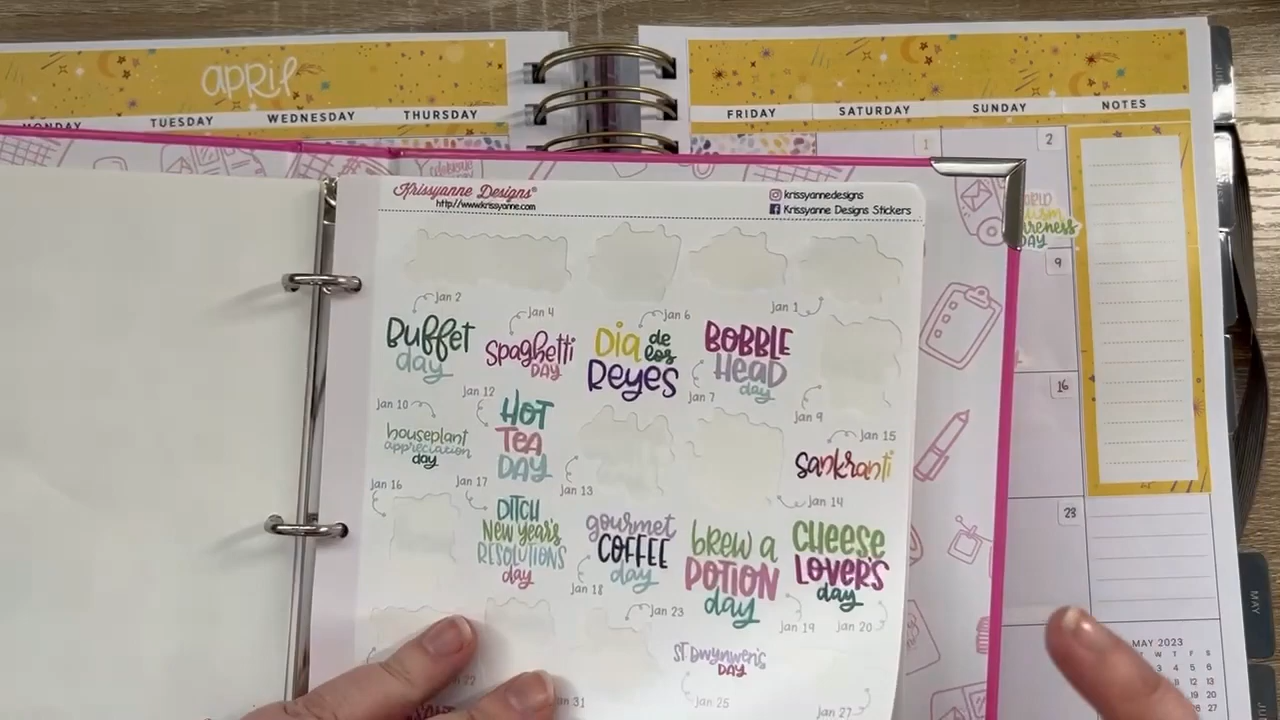 APRIL
MONDAY TUESDAY WEDNESDAY THURSDAY
FRIDAY SATURDAY SUNDAY NOTES
1
2
9
16
23
Krissyanne Designs®
http://www.krissyanne.com
krissyannedesigns
Krissyanne Designs Stickers
Jan 2
Buffet
day
Jan 4
Spaghetti
DAY
Jan 6
Dia de
los
Reyes
Jan 1
BOBBLE
HEAD
day
Jan 7
Jan 9
Jan 10
houseplant
appreciation
day
Jan 12
HOT
TEA
DAY
Jan 13
Jan 14
Jan 15
Sankranti
Jan 16
Jan 17
DITCH
New Year's
RESOLUTIONS
day
gourmet
COFFEE
day
Jan 18
brew a
POTION
day
Jan 19
CHEESE
LOVER'S
day
Jan 20
Jan 23
ST Dwynwen's
DAY
Jan 25
Jan 27
MAY
MAY 2023